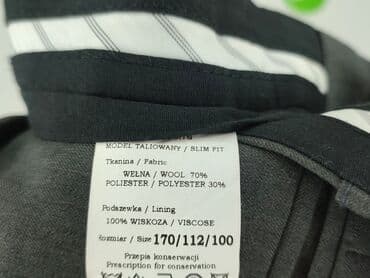 MODEL TALIOWANY / SLIM FIT
Tkanina / Fabric
WEŁNA / WOOL 70%
POLIESTER / POLYESTER 30%
Podszewka / Lining
100% WISKOZA / VISCOSE
Rozmiar / Size 170/112/100
Przepis konserwacji
Prescription for conservation